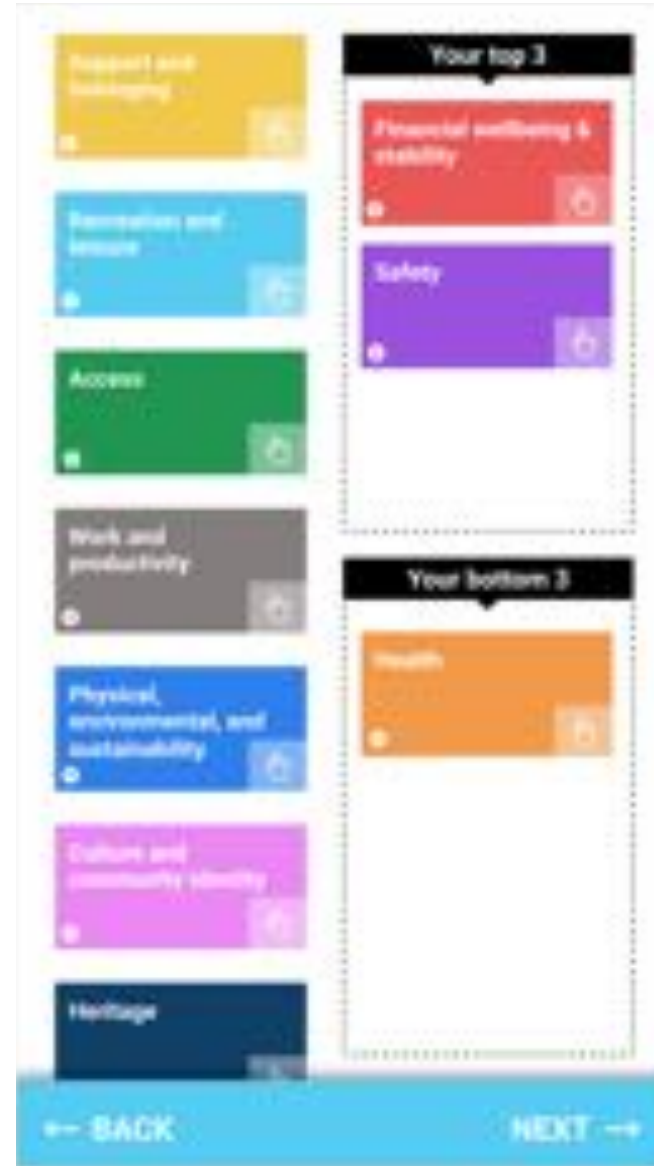 Support and
belonging
Recreation and
leisure
Access
Work and
productivity
Physical,
environmental, and
sustainability
Culture and
community identity
Heritage
Your top 3
Financial wellbeing &
stability
Safety
Your bottom 3
Health
← BACK
NEXT →